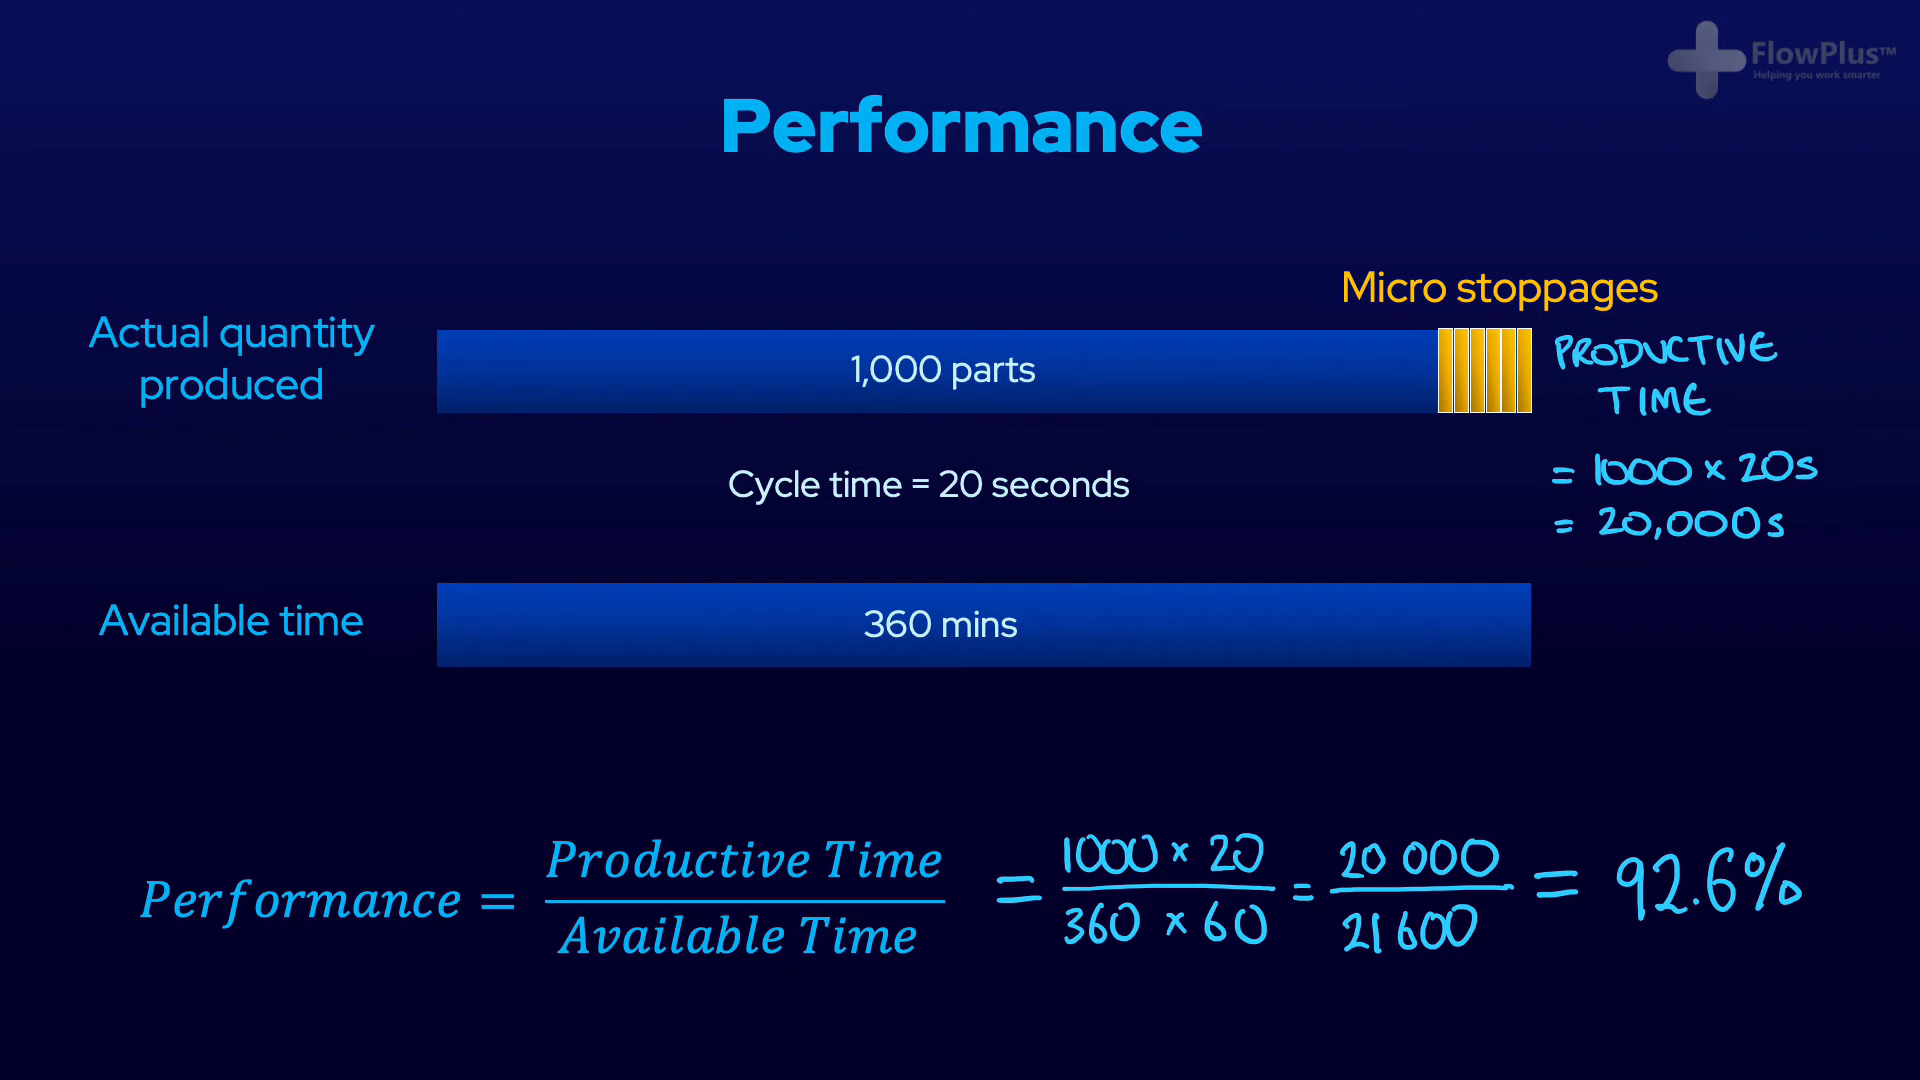 FlowPlus™
Helping you work smarter
Performance
Micro stoppages
Actual quantity
produced
1,000 parts
PRODUCTIVE
TIME
= 1000 × 20s
= 20,000s
Cycle time = 20 seconds
Available time
360 mins
Performance = Productive Time / Available Time = 1000 × 20 / 360 × 60 = 20 000 / 21 600 = 92.6%